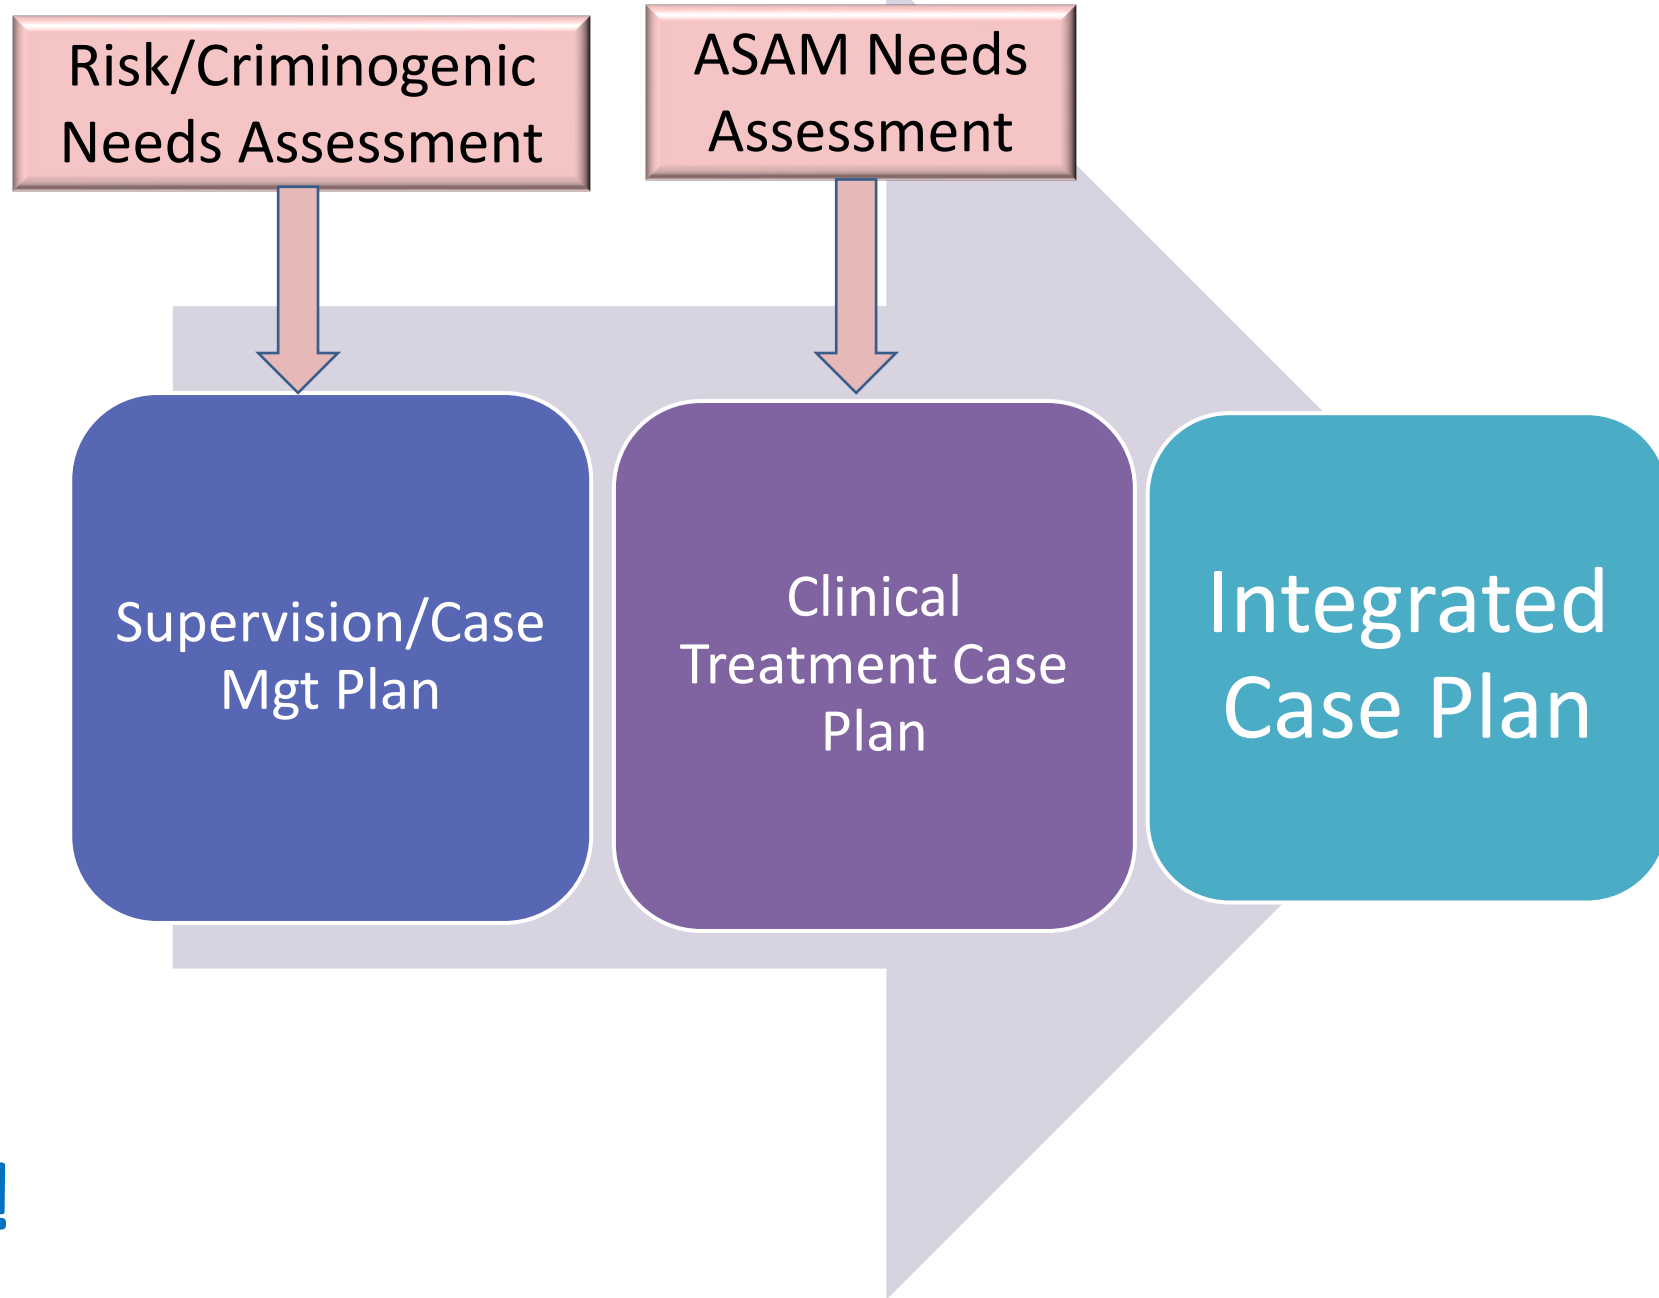 Risk/Criminogenic
Needs Assessment
ASAM Needs
Assessment
Supervision/Case
Mgt Plan
Clinical
Treatment Case
Plan
Integrated
Case Plan
!